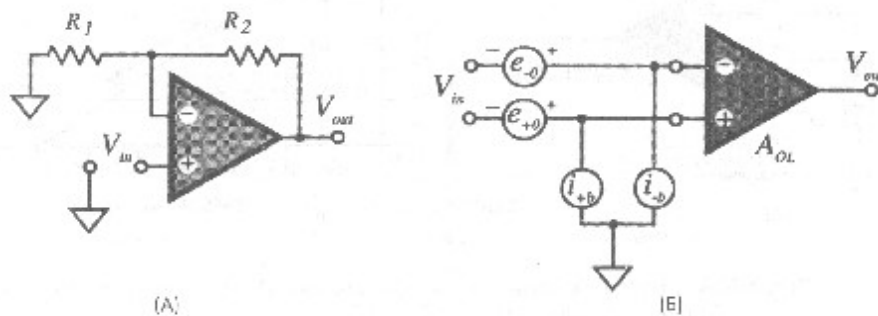 R1 R2
−
+
Vin
Vout
(A)
− e-0 +
Vin
− e+0 +
−
+
Vou
AOL
i+b i-b
(B)